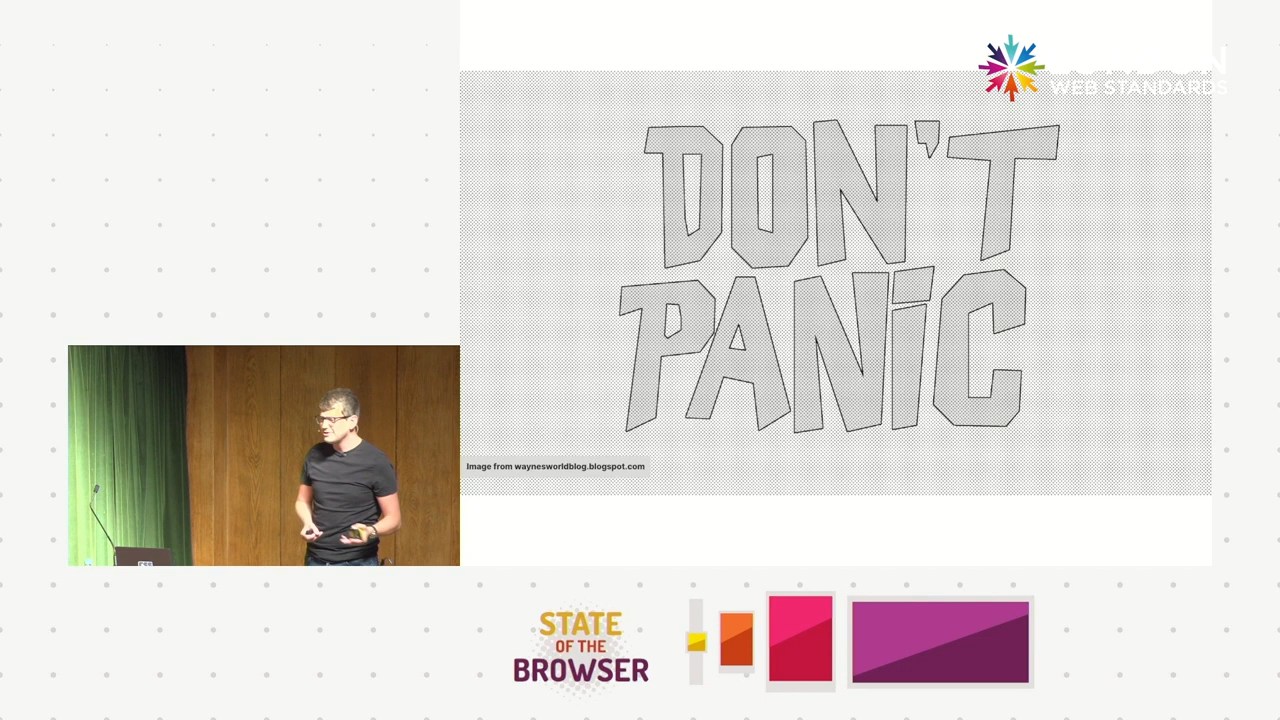 WEB STANDARDS
DON'T
PANiC
Image from waynesworldblog.blogspot.com
STATE
OF THE
BROWSER